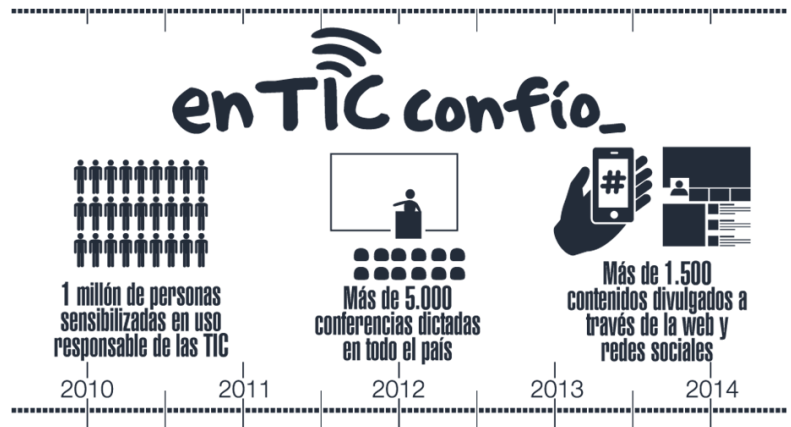 en TIC confío_
#
1 millón de personas
sensibilizadas en uso
responsable de las TIC
Más de 5.000
conferencias dictadas
en todo el país
Más de 1.500
contenidos divulgados a
través de la web y
redes sociales
2010 2011 2012 2013 2014